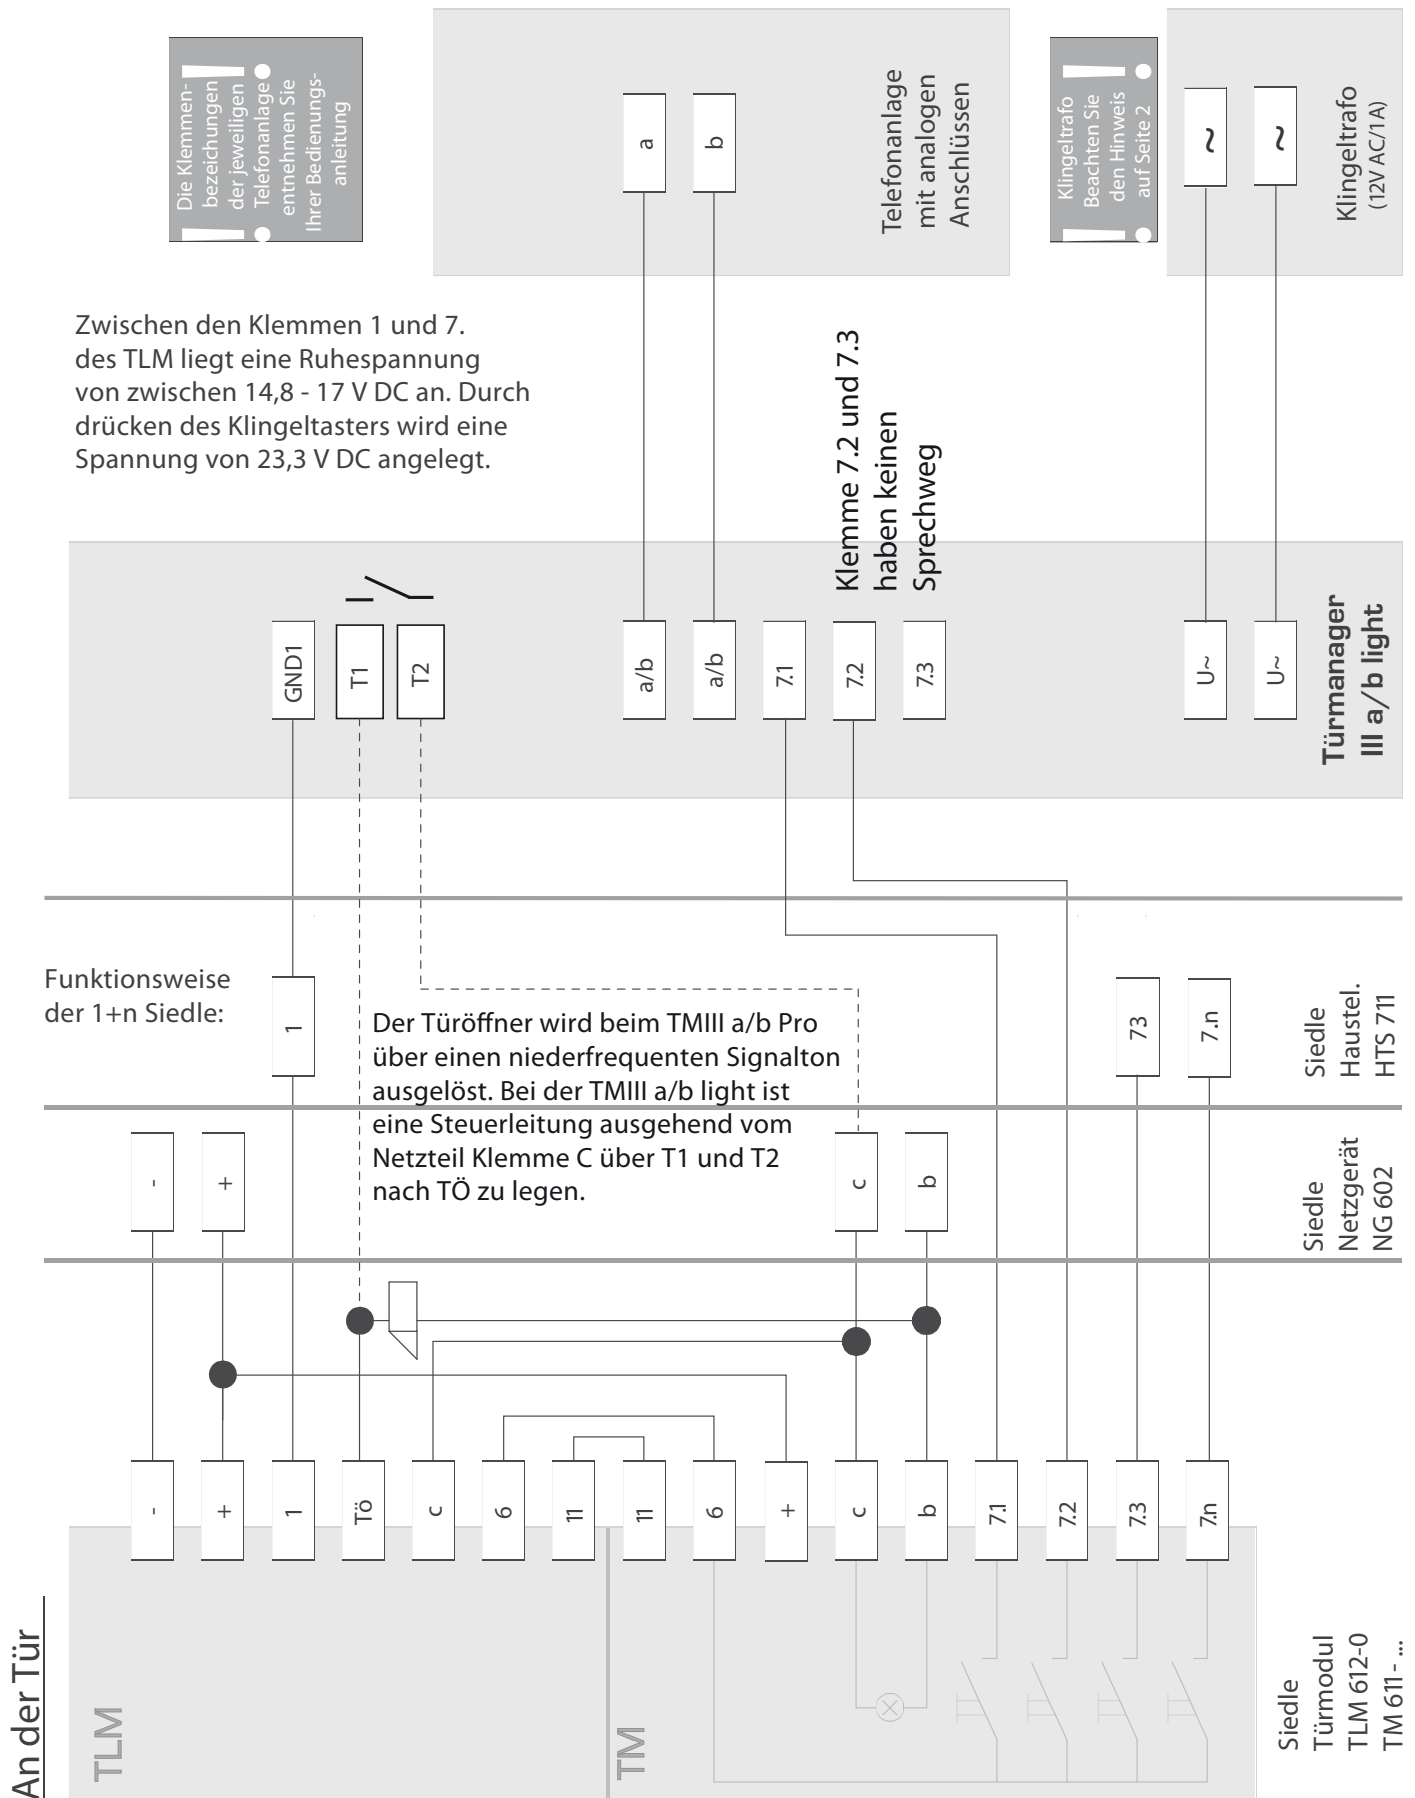 Die Klemmen-
bezeichungen
der jeweiligen
Telefonanlage
entnehmen Sie
Ihrer Bedienungs-
anleitung
a
b
Telefonanlage
mit analogen
Anschlüssen
Klingeltrafo
Beachten Sie
den Hinweis
auf Seite 2
~
~
Klingeltrafo
(12V AC/1A)
Zwischen den Klemmen 1 und 7.
des TLM liegt eine Ruhespannung
von zwischen 14,8 - 17 V DC an. Durch
drücken des Klingeltasters wird eine
Spannung von 23,3 V DC angelegt.
Klemme 7.2 und 7.3
haben keinen
Sprechweg
GND1
T1
T2
a/b
a/b
7.1
7.2
7.3
U~
U~
Türmanager
III a/b light
Funktionsweise
der 1+n Siedle:
1
Der Türöffner wird beim TMIII a/b Pro
über einen niederfrequenten Signalton
ausgelöst. Bei der TMIII a/b light ist
eine Steuerleitung ausgehend vom
Netzteil Klemme C über T1 und T2
nach TÖ zu legen.
73
7.n
Siedle
Haustel.
HTS 711
-
+
c
b
Siedle
Netzgerät
NG 602
-
+
1
Tö
c
6
11
11
6
+
c
b
7.1
7.2
7.3
7.n
An der Tür
TLM
TM
Siedle
Türmodul
TLM 612-0
TM 611- ...